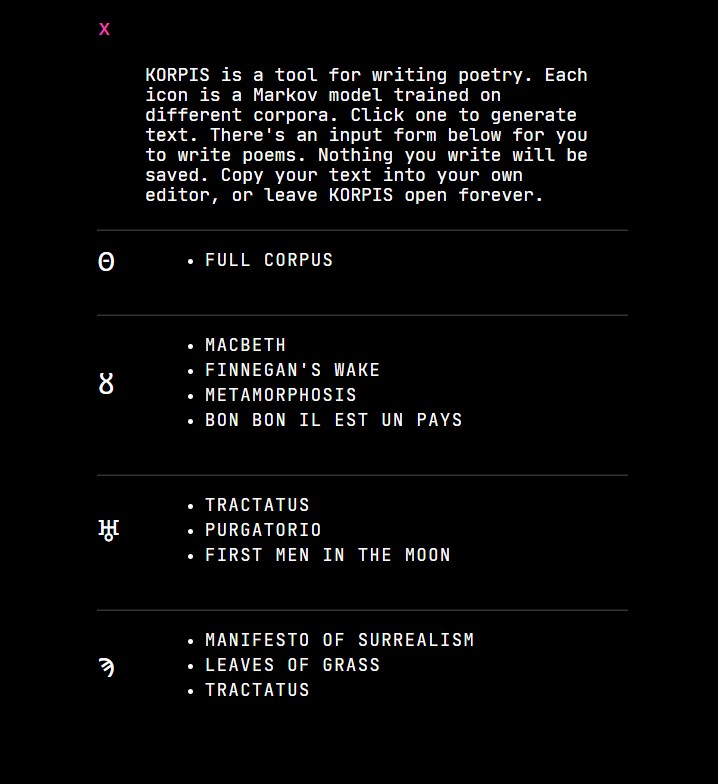 X
KORPIS is a tool for writing poetry. Each
icon is a Markov model trained on
different corpora. Click one to generate
text. There's an input form below for you
to write poems. Nothing you write will be
saved. Copy your text into your own
editor, or leave KORPIS open forever.
ʘ
• FULL CORPUS
• MACBETH
• FINNEGAN'S WAKE
ȣ
• METAMORPHOSIS
• BON BON IL EST UN PAYS
• TRACTATUS
♅
• PURGATORIO
• FIRST MEN IN THE MOON
• MANIFESTO OF SURREALISM
ϡ
• LEAVES OF GRASS
• TRACTATUS